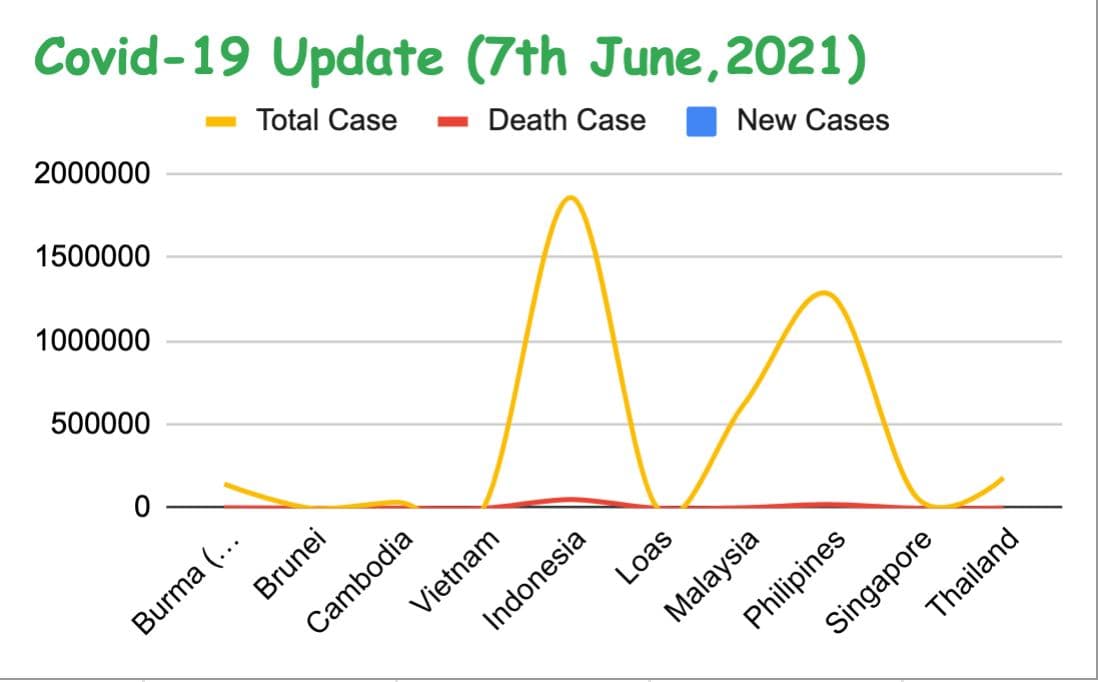 Covid-19 Update (7th June,2021)
Total Case Death Case New Cases
2000000
1500000
1000000
500000
0
Burma (...
Brunei
Cambodia
Vietnam
Indonesia
Loas
Malaysia
Philipines
Singapore
Thailand